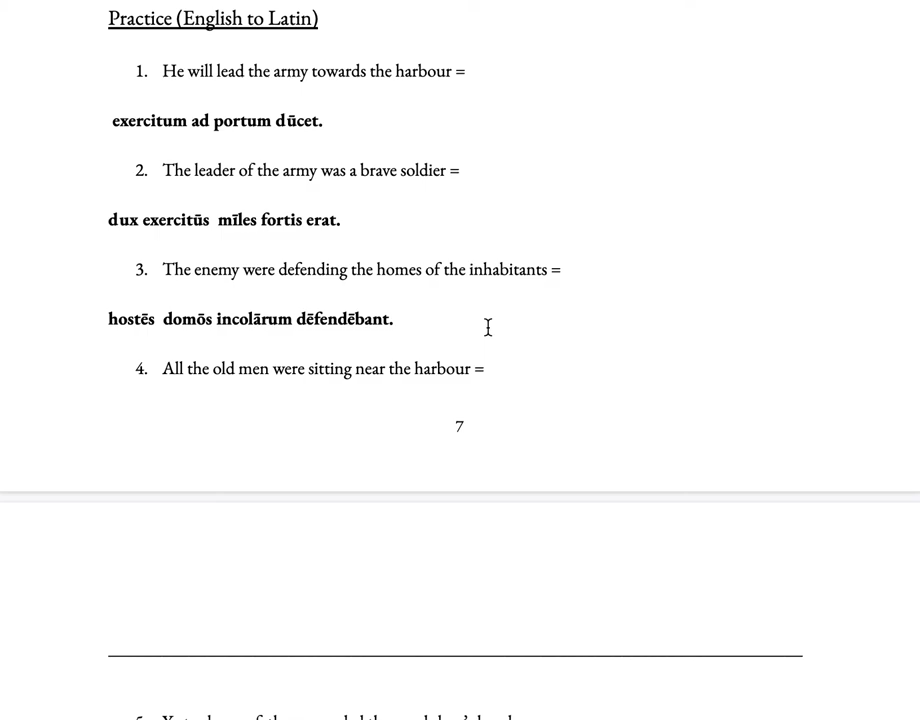 Practice (English to Latin)
1. He will lead the army towards the harbour =
exercitum ad portum dūcet.
2. The leader of the army was a brave soldier =
dux exercitūs mīles fortis erat.
3. The enemy were defending the homes of the inhabitants =
hostēs domōs incolārum dēfendēbant.
4. All the old men were sitting near the harbour =
7